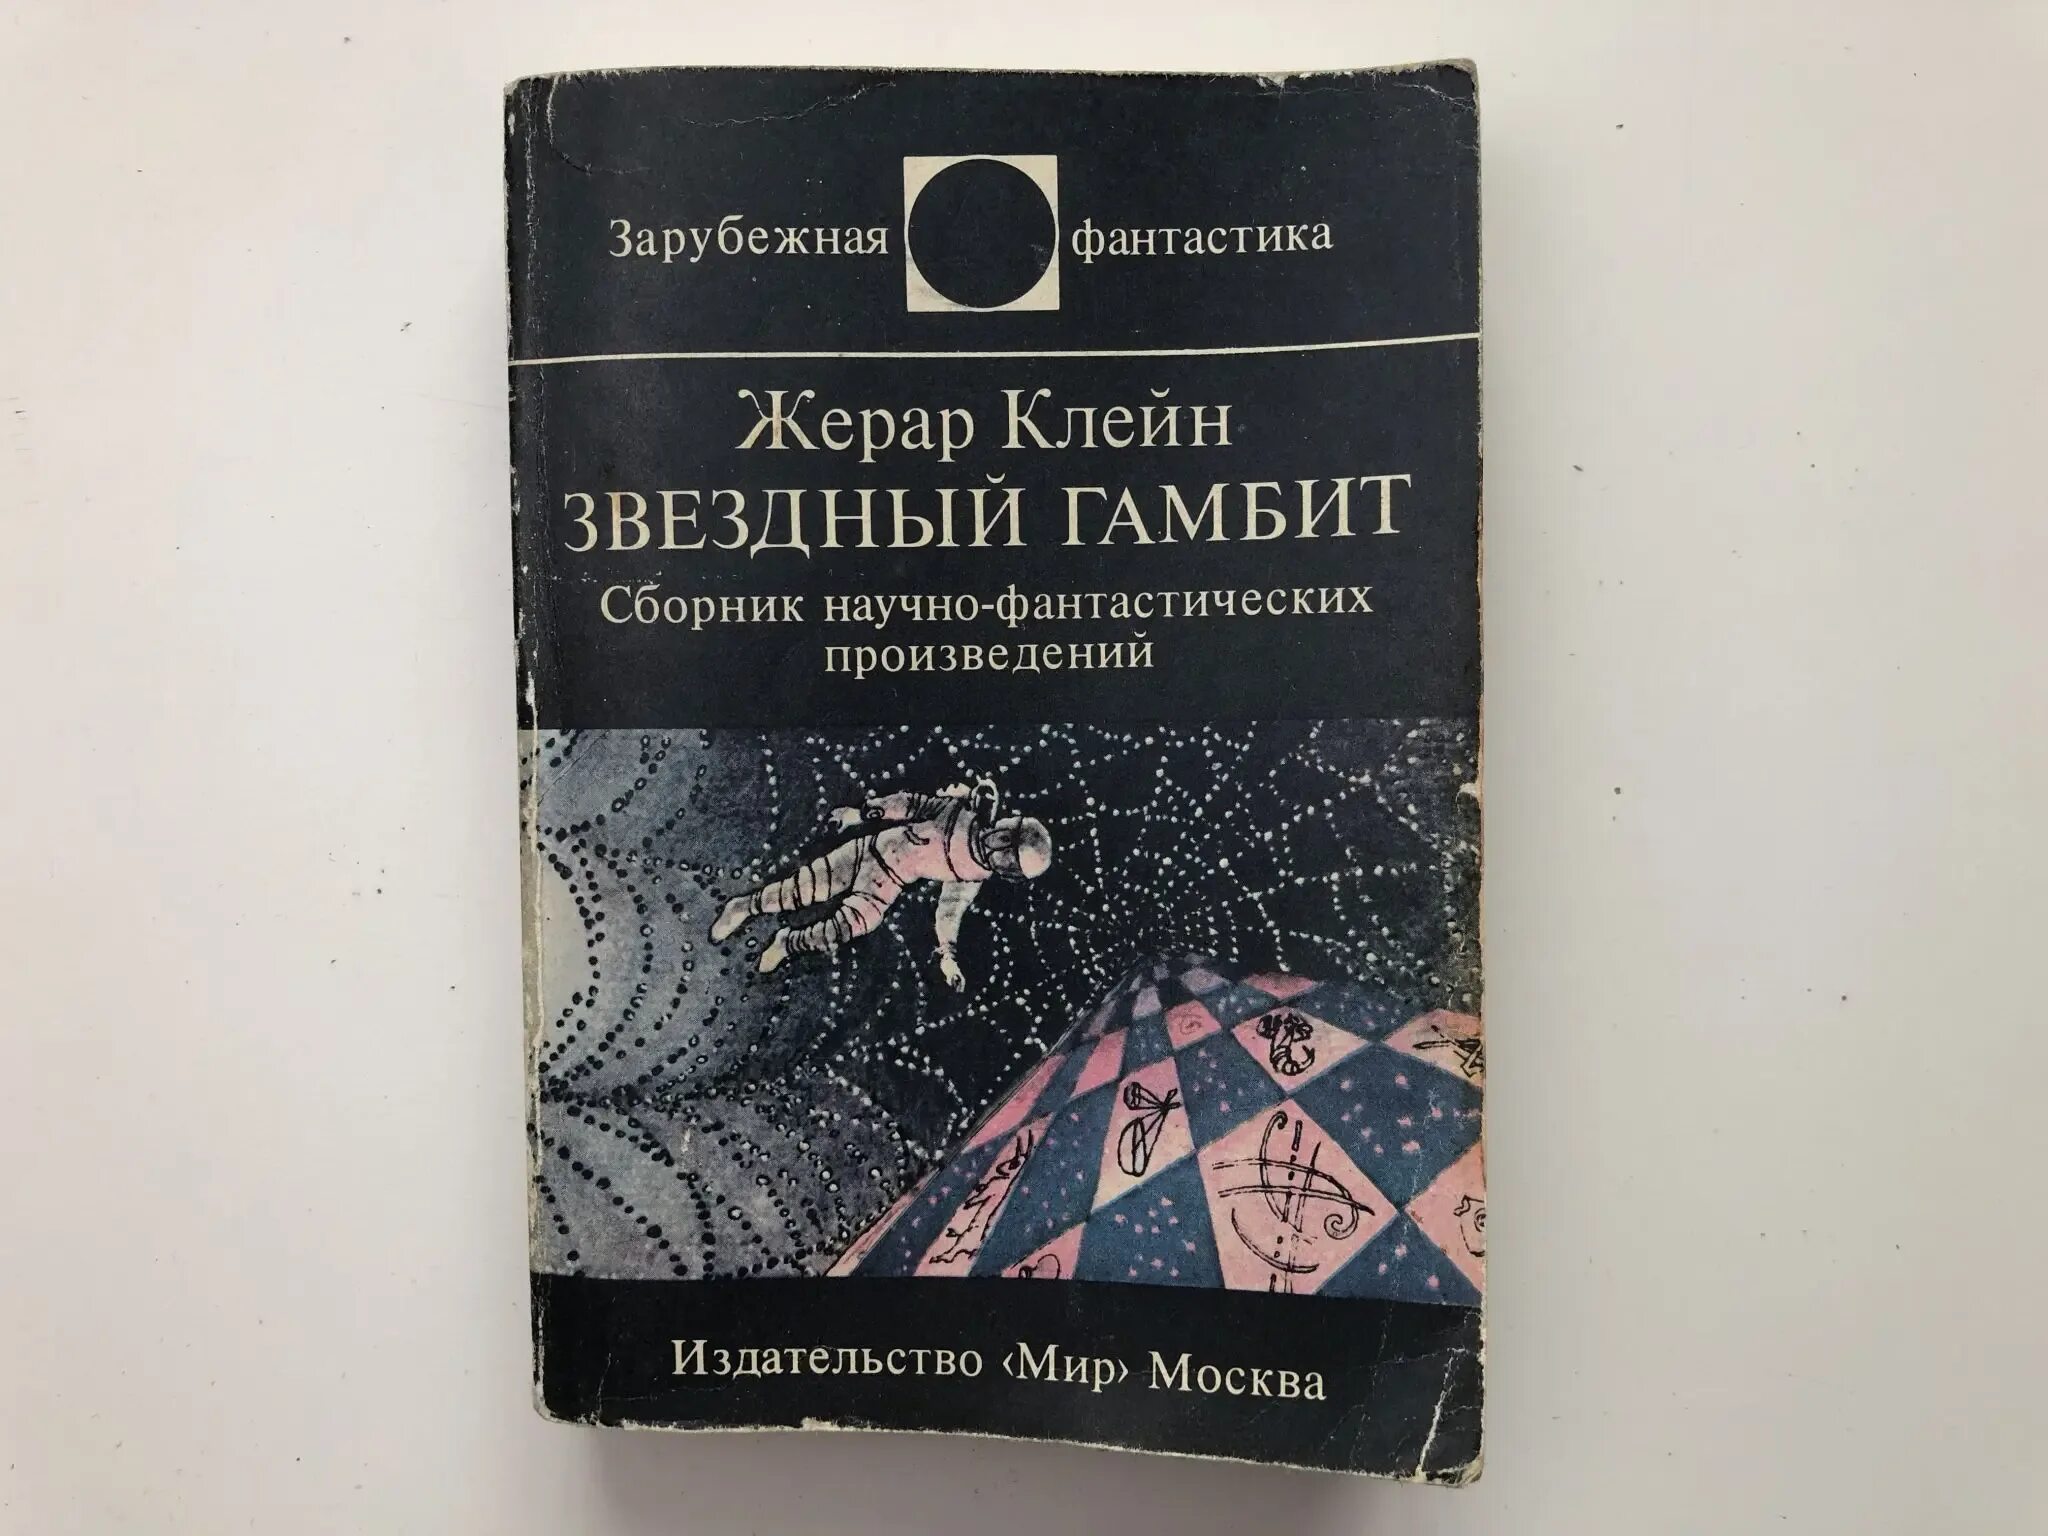 Зарубежная фантастика
Жерар Клейн
ЗВЕЗДНЫЙ ГАМБИТ
Сборник научно-фантастических
произведений
Издательство ‹Мир› Москва